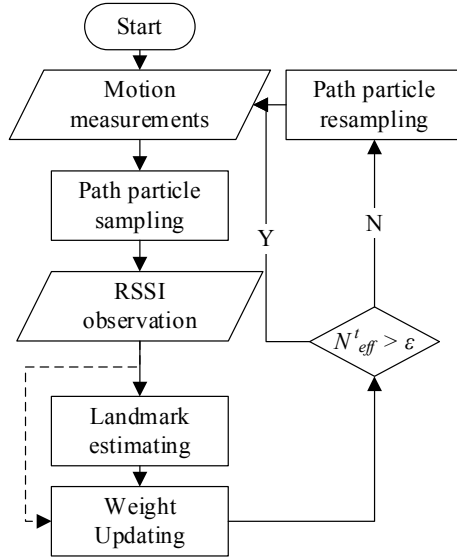 Start
Motion
measurements
Path particle
resampling
Path particle
sampling
Y
N
RSSI
observation
N^t_eff > ε
Landmark
estimating
Weight
Updating